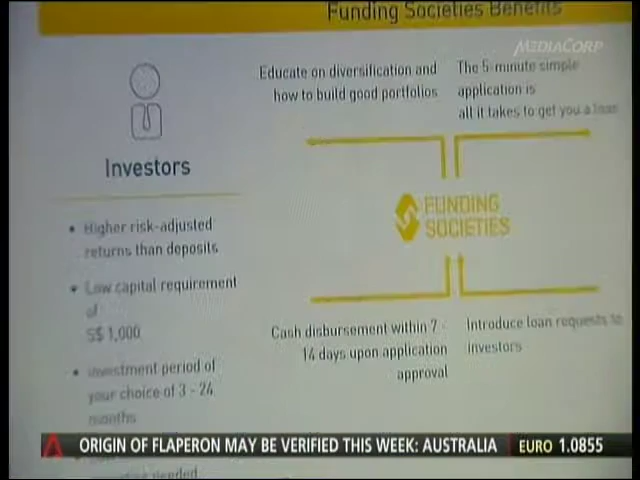 Funding Societies Benefits
MEDIACORP
Educate on diversification and
how to build good portfolios
The 5-minute simple
application is
all it takes to get you a loan
Investors
FUNDING
SOCIETIES
• Higher risk-adjusted
returns than deposits
• Low capital requirement
of
S$ 1,000
• Investment period of
your choice of 3 - 24
months
Cash disbursement within 7 -
14 days upon application
approval
Introduce loan requests to
investors
ORIGIN OF FLAPERON MAY BE VERIFIED THIS WEEK: AUSTRALIA
EURO 1.0855
needed